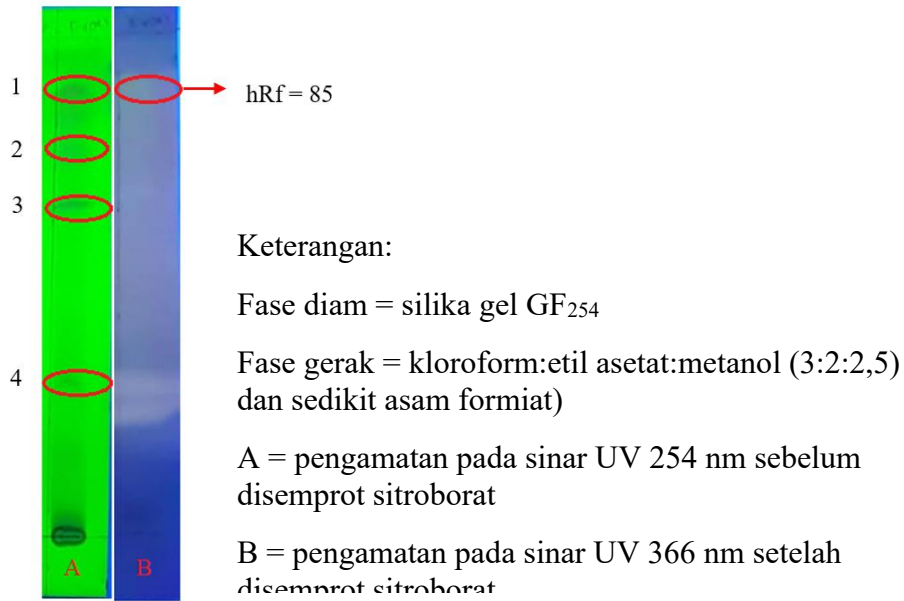 1
hRf = 85
2
3
Keterangan:
Fase diam = silika gel GF₂₅₄
Fase gerak = kloroform:etil asetat:metanol (3:2:2,5)
4
dan sedikit asam formiat)
A = pengamatan pada sinar UV 254 nm sebelum
disemprot sitroborat
B = pengamatan pada sinar UV 366 nm setelah
disemprot sitroborat
A B